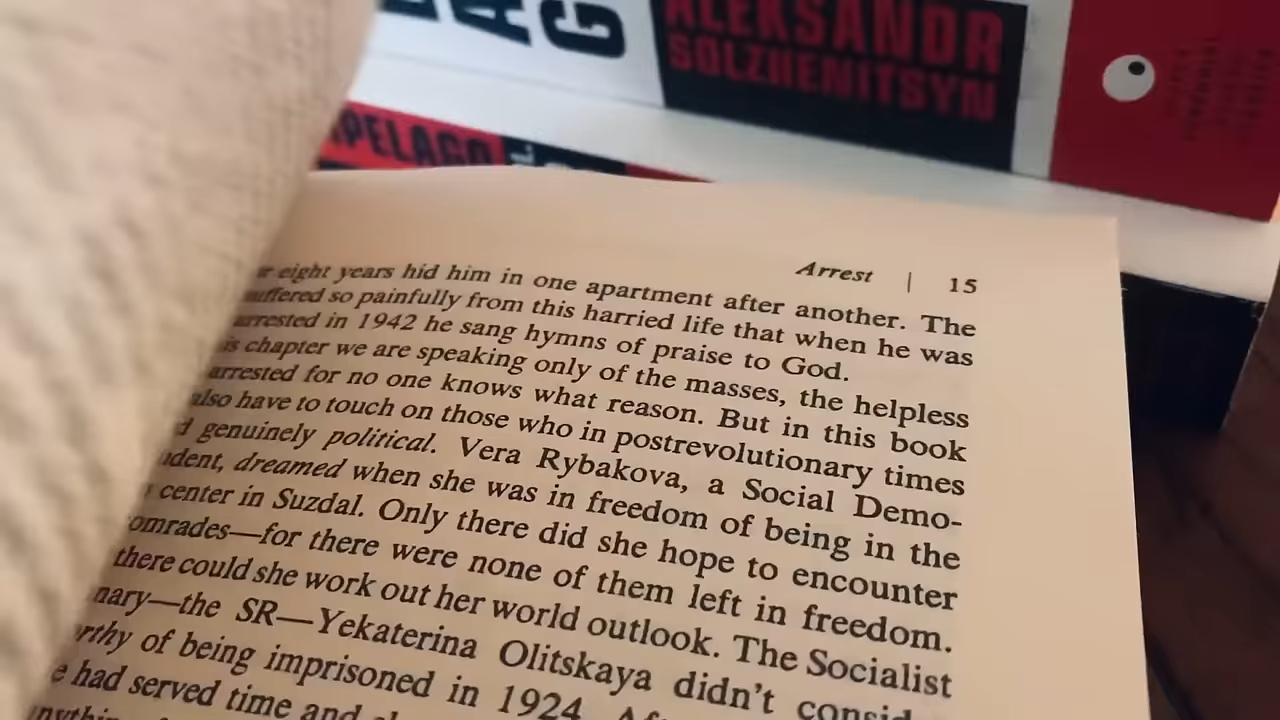 G
ALEKSANDR
SOLZHENITSYN
PELAGO
Arrest | 15
eight years hid him in one apartment after another. The
suffered so painfully from this harried life that when he was
arrested in 1942 he sang hymns of praise to God.
chapter we are speaking only of the masses, the helpless
arrested for no one knows what reason. But in this book
also have to touch on those who in postrevolutionary times
genuinely political. Vera Rybakova, a Social Demo-
dent, dreamed when she was in freedom of being in the
center in Suzdal. Only there did she hope to encounter
omrades—for there were none of them left in freedom.
there could she work out her world outlook. The Socialist
nary—the SR—Yekaterina Olitskaya didn't consid
rthy of being imprisoned in 1924.
e had served time and